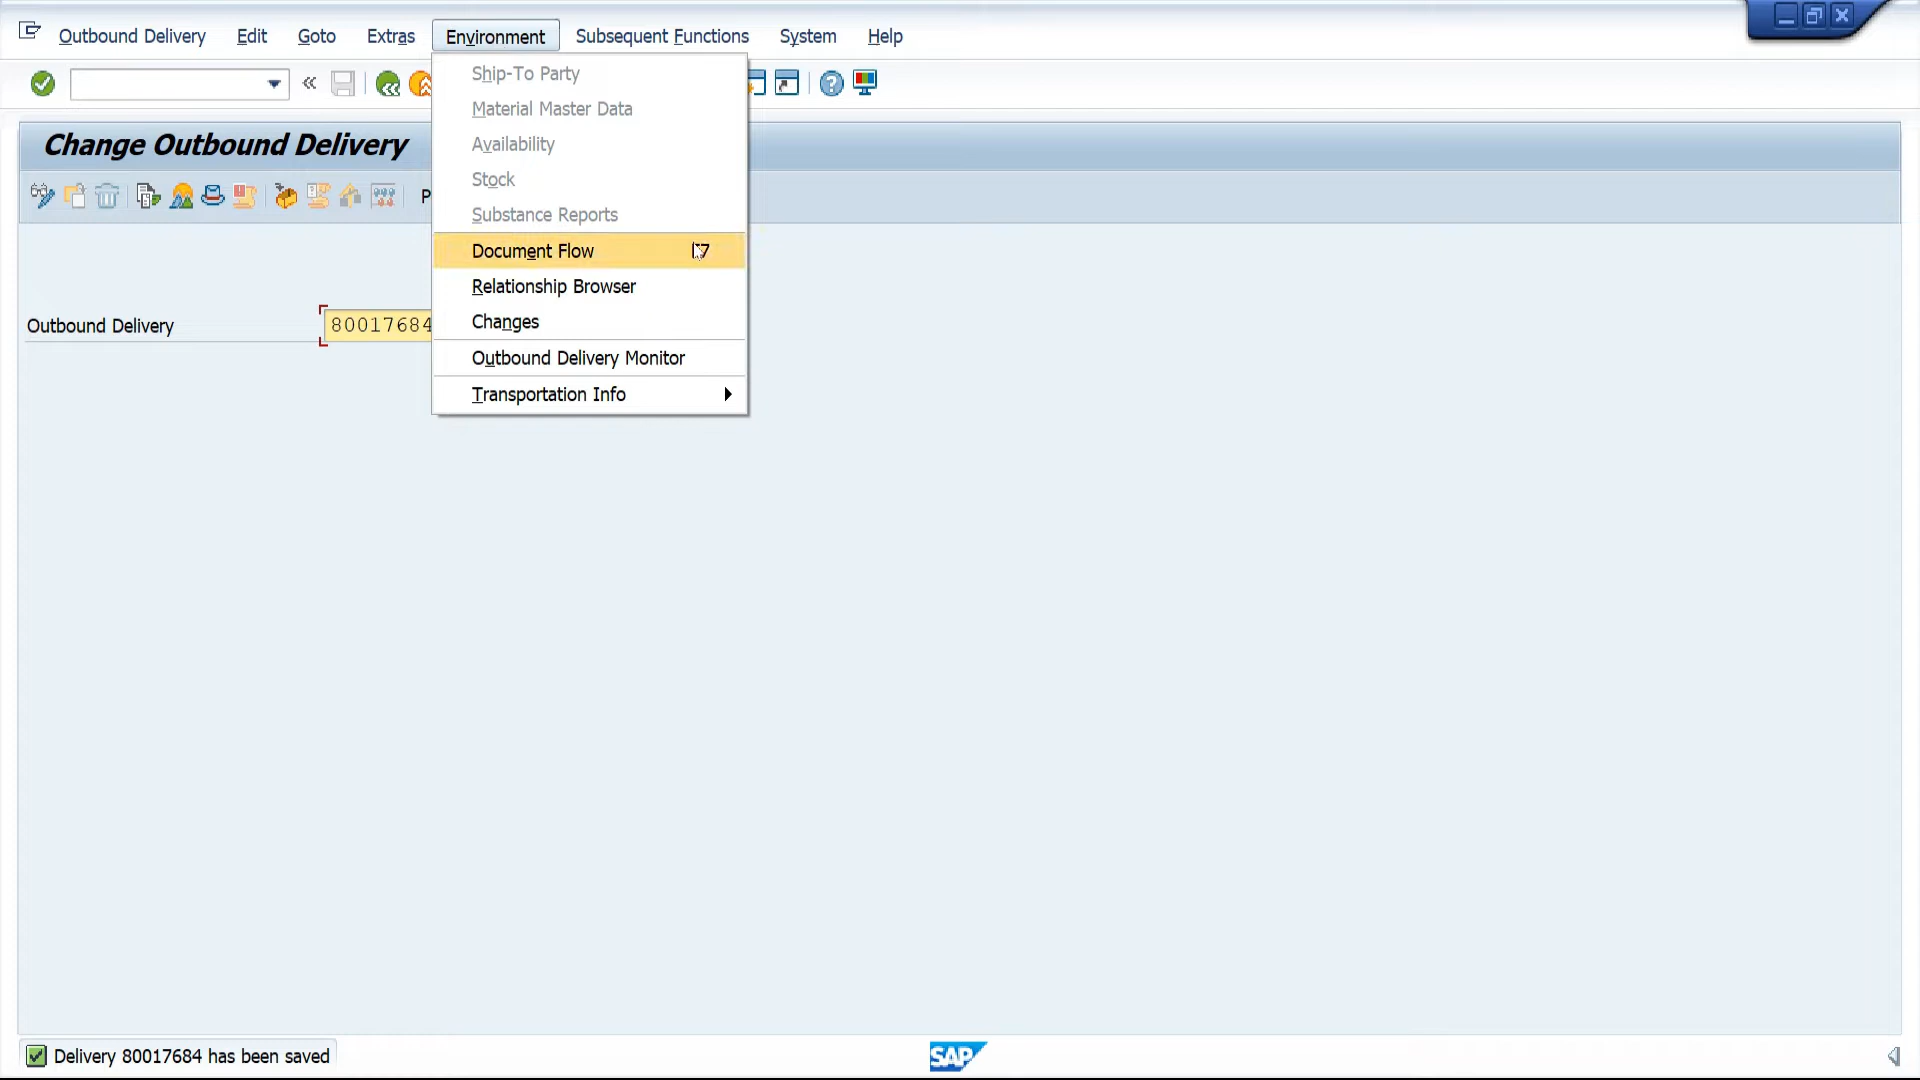 Outbound Delivery Edit Goto Extras Environment Subsequent Functions System Help
Ship-To Party
Material Master Data
Availability
Stock
Substance Reports
Document Flow
Relationship Browser
Changes
Outbound Delivery Monitor
Transportation Info
Change Outbound Delivery
P
Outbound Delivery 80017684
Delivery 80017684 has been saved
SAP